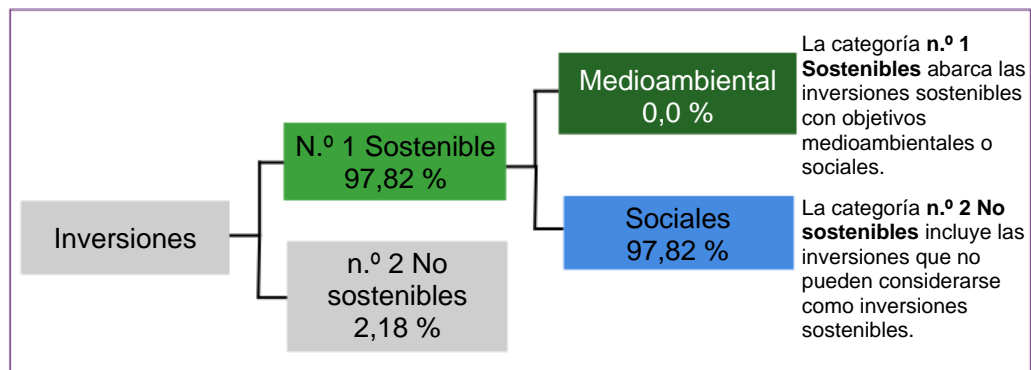 Inversiones
N.º 1 Sostenible
97,82 %
n.º 2 No
sostenibles
2,18 %
Medioambiental
0,0 %
Sociales
97,82 %
La categoría n.º 1
Sostenibles abarca las
inversiones sostenibles
con objetivos
medioambientales o
sociales.
La categoría n.º 2 No
sostenibles incluye las
inversiones que no
pueden considerarse
como inversiones
sostenibles.